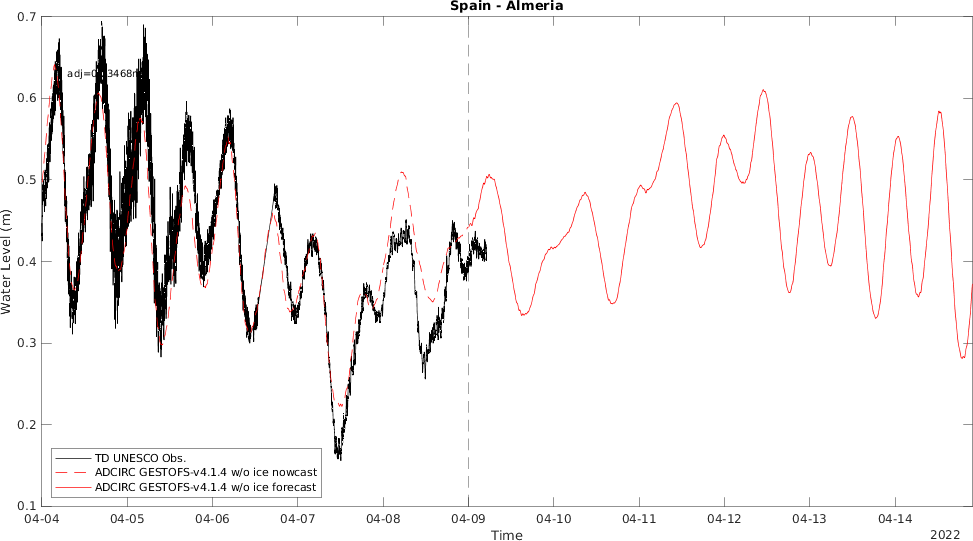 Spain - Almeria
0.7
0.6
0.5
0.4
0.3
0.2
0.1
Water Level (m)
TD UNESCO Obs.
ADCIRC GESTOFS-v4.1.4 w/o ice nowcast
ADCIRC GESTOFS-v4.1.4 w/o ice forecast
04-04 04-05 04-06 04-07 04-08 04-09 04-10 04-11 04-12 04-13 04-14
Time
2022